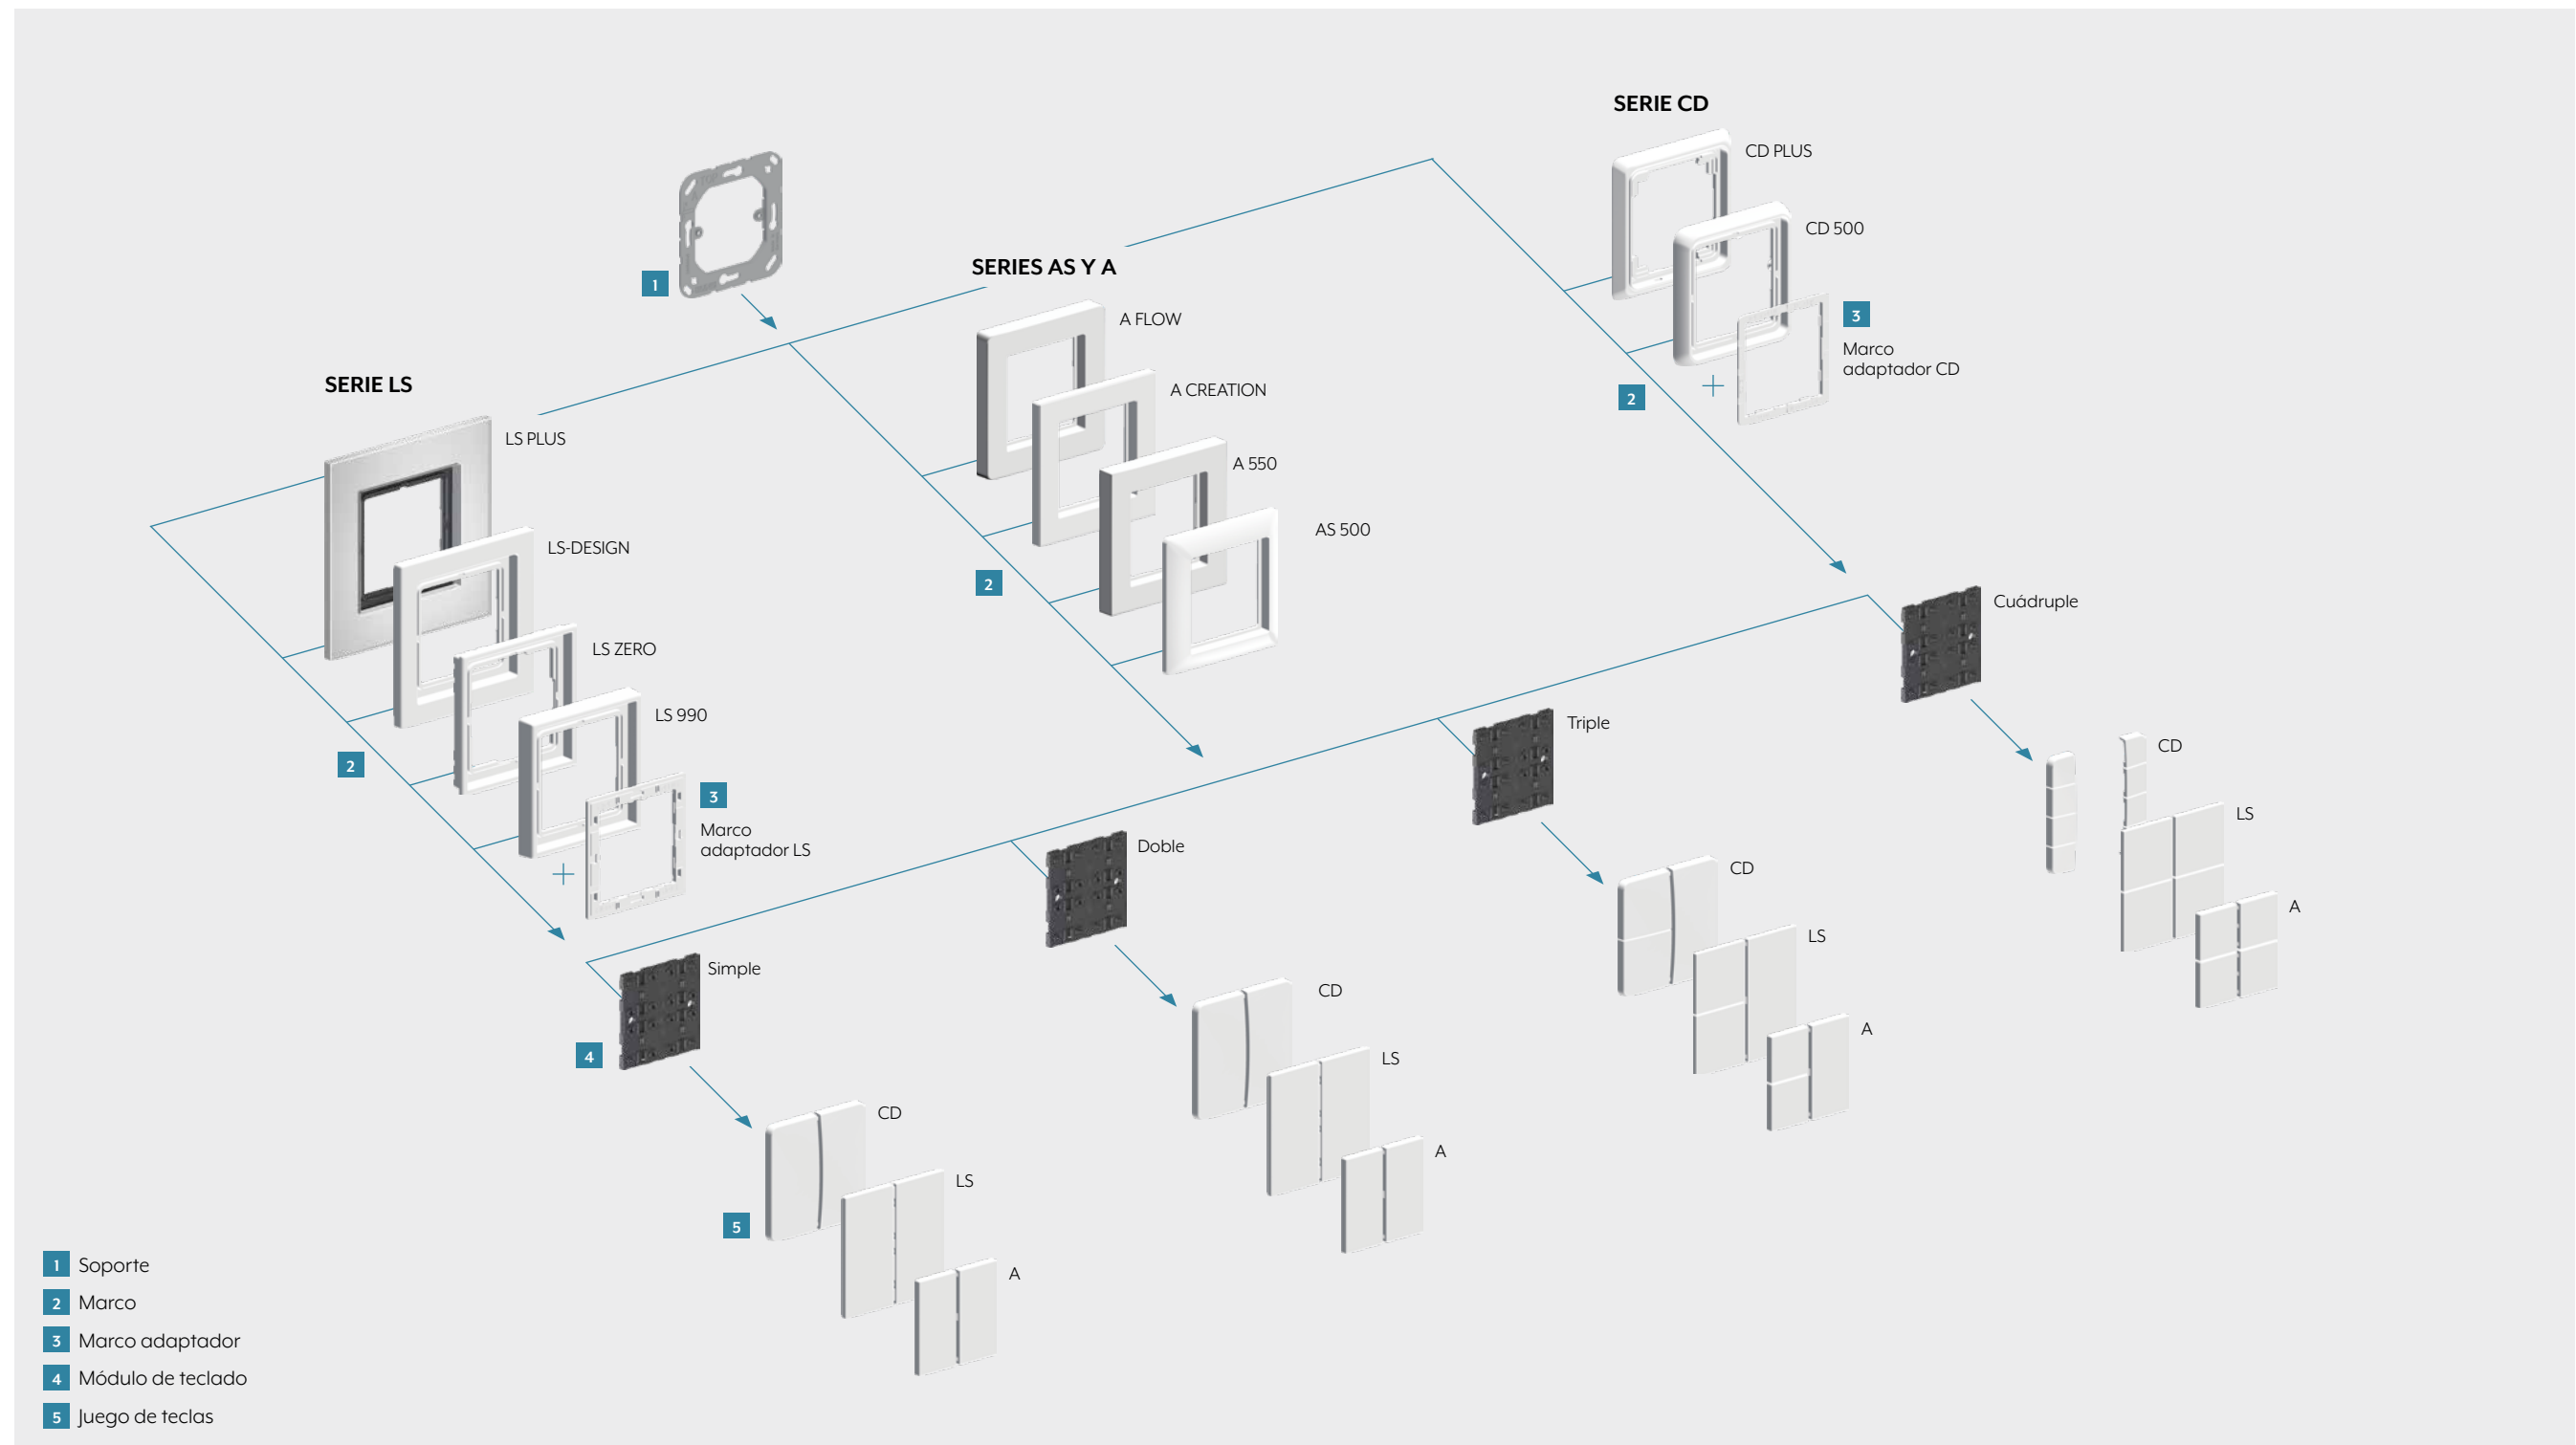 SERIE CD
CD PLUS
CD 500
3
Marco
adaptador CD
2
1
SERIES AS Y A
A FLOW
A CREATION
A 550
AS 500
2
SERIE LS
LS PLUS
LS-DESIGN
LS ZERO
LS 990
3
Marco
adaptador LS
2
Cuádruple
CD
LS
A
Triple
CD
LS
A
Doble
CD
LS
A
Simple
4
CD
LS
A
5
1 Soporte
2 Marco
3 Marco adaptador
4 Módulo de teclado
5 Juego de teclas